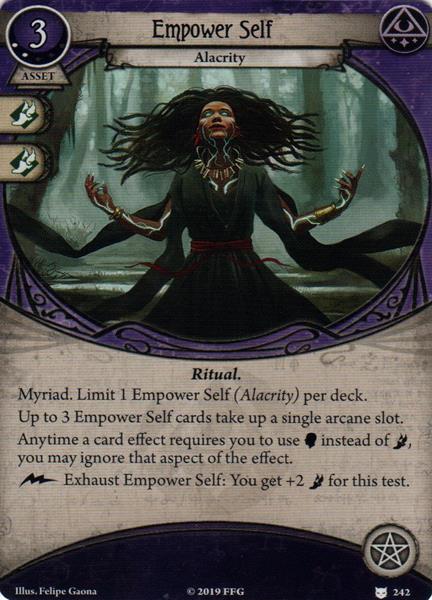 3
Empower Self
ASSET
Alacrity
Ritual.
Myriad. Limit 1 Empower Self (Alacrity) per deck.
Up to 3 Empower Self cards take up a single arcane slot.
Anytime a card effect requires you to use instead of ,
you may ignore that aspect of the effect.
Exhaust Empower Self: You get +2 for this test.
Illus. Felipe Gaona © 2019 FFG 242